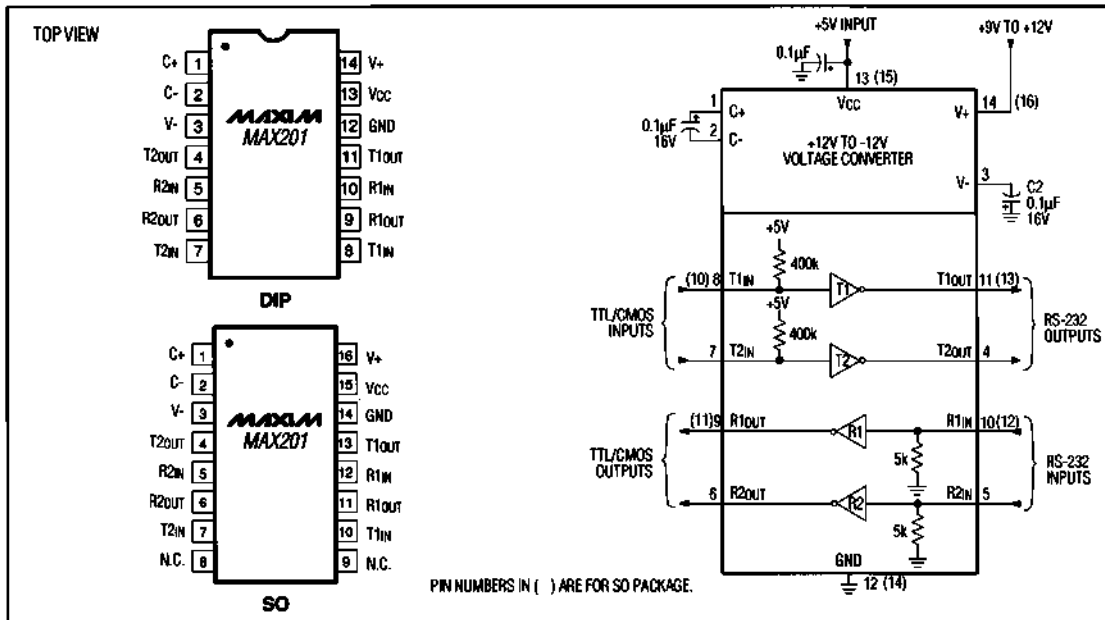 TOP VIEW
C+ 1
C- 2
V- 3
T2OUT 4
R2IN 5
R2OUT 6
T2IN 7
14 V+
13 VCC
12 GND
11 T1OUT
10 R1IN
9 R1OUT
8 T1IN
MAXIM
MAX201
DIP
C+ 1
C- 2
V- 3
T2OUT 4
R2IN 5
R2OUT 6
T2IN 7
N.C. 8
16 V+
15 VCC
14 GND
13 T1OUT
12 R1IN
11 R1OUT
10 T1IN
9 N.C.
MAXIM
MAX201
SO
+5V INPUT
+9V TO +12V
0.1µF
13 (15)
VCC
1
C+
0.1µF
16V
2
C-
V+
14 (16)
+12V TO -12V
VOLTAGE CONVERTER
V-
3
C2
0.1µF
16V
+5V
400k
(10) 8 T1IN
T1
T1OUT 11 (13)
+5V
400k
7 T2IN
T2
T2OUT 4
TTL/CMOS
INPUTS
RS-232
OUTPUTS
(11) 9 R1OUT
R1
R1IN 10 (12)
5k
6 R2OUT
R2
R2IN 5
5k
TTL/CMOS
OUTPUTS
RS-232
INPUTS
GND
12 (14)
PIN NUMBERS IN ( ) ARE FOR SO PACKAGE.